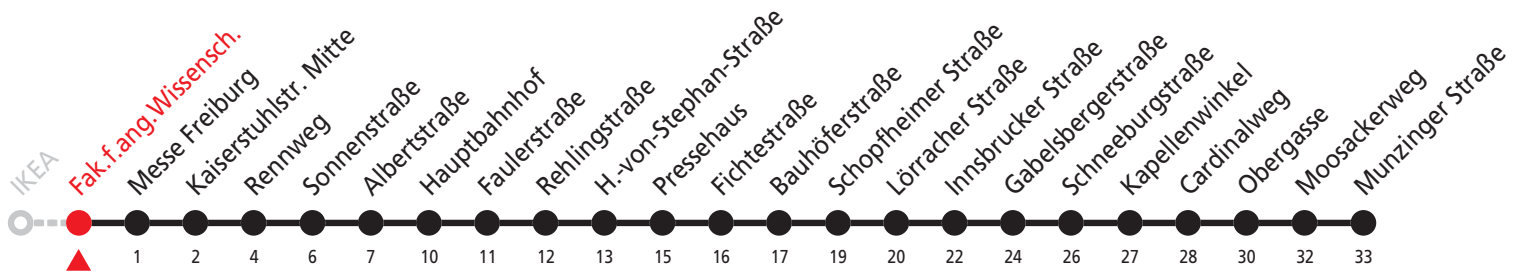 IKEA
Fak.f.ang.Wissensch.
Messe Freiburg
Kaiserstuhlstr. Mitte
Rennweg
Sonnenstraße
Albertstraße
Hauptbahnhof
Faulerstraße
Rehlingstraße
H.-von-Stephan-Straße
Pressehaus
Fichtestraße
Bauhöferstraße
Schopfheimer Straße
Lörracher Straße
Innsbrucker Straße
Gabelsbergerstraße
Schneeburgstraße
Kapellenwinkel
Cardinalweg
Obergasse
Moosackerweg
Munzinger Straße
1 2 4 6 7 10 11 12 13 15 16 17 19 20 22 24 26 27 28 30 32 33